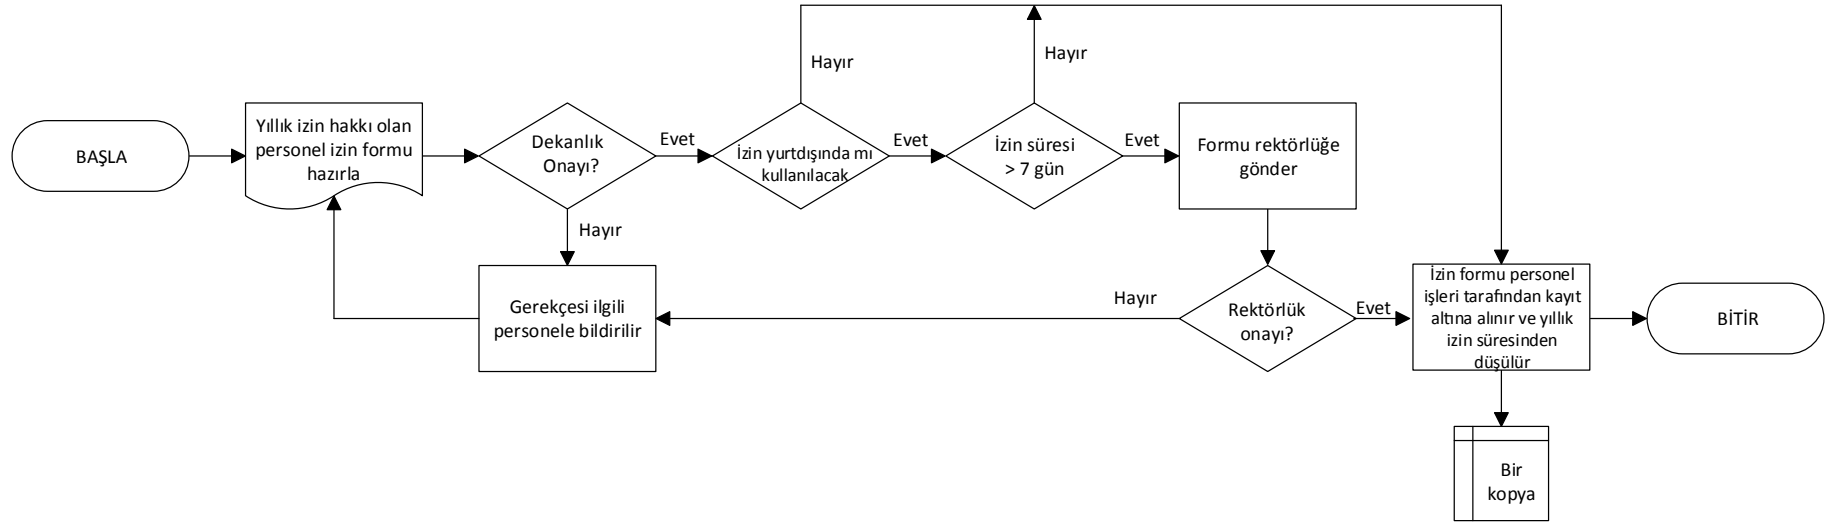 BAŞLA
Yıllık izin hakkı olan
personel izin formu
hazırla
Dekanlık
Onayı?
Evet
Hayır
İzin yurtdışında mı
kullanılacak
Hayır
Evet
İzin süresi
> 7 gün
Hayır
Evet
Formu rektörlüğe
gönder
Gerekçesi ilgili
personele bildirilir
Hayır
Rektörlük
onayı?
Evet
İzin formu personel
işleri tarafından kayıt
altına alınır ve yıllık
izin süresinden
düşülür
BİTİR
Bir
kopya